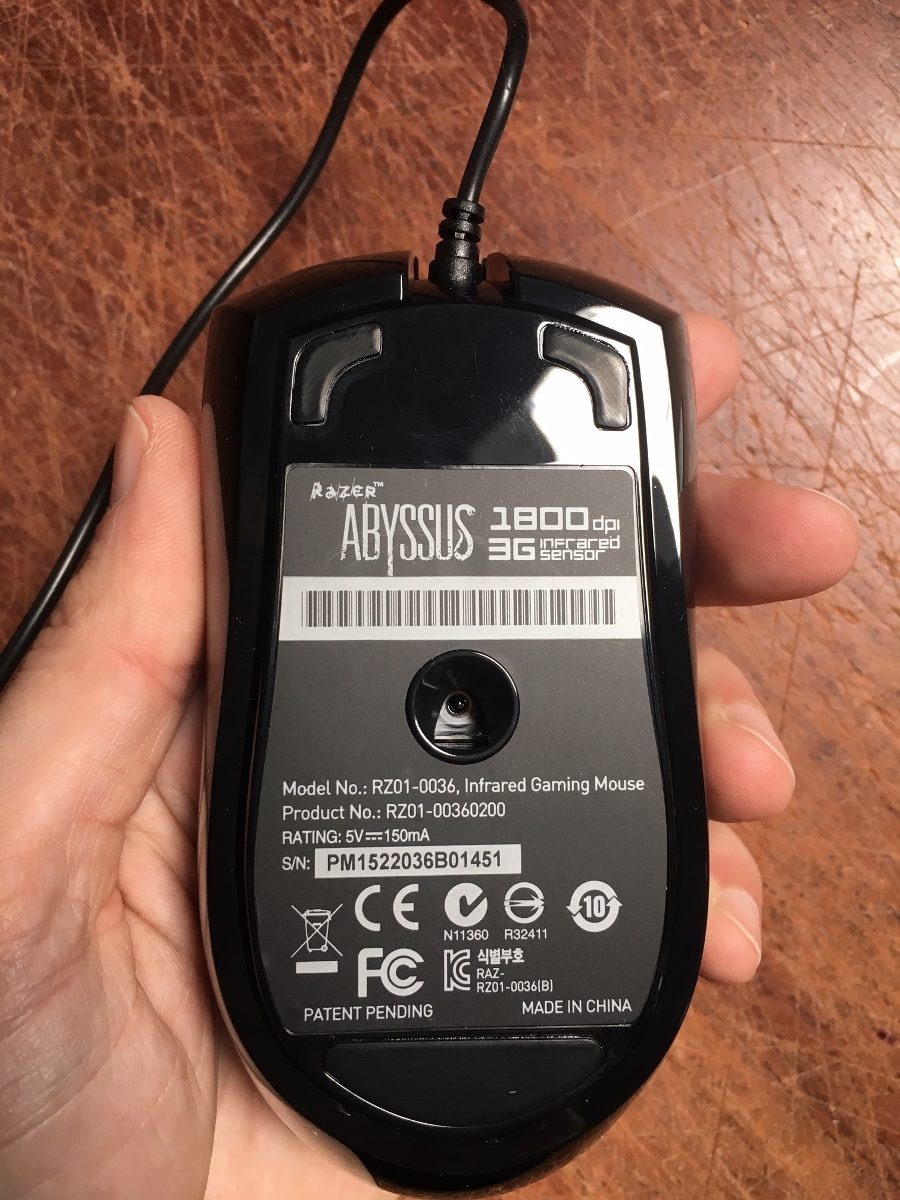 RAZER™
ABYSSUS
1800 dpi
3G infrared sensor
Model No.: RZ01-0036, Infrared Gaming Mouse
Product No.: RZ01-00360200
RATING: 5V⎓150mA
S/N: PM1522036B01451
CE
N11360
R32411
10
FC
식별부호
RAZ-
RZ01-0036(B)
PATENT PENDING
MADE IN CHINA